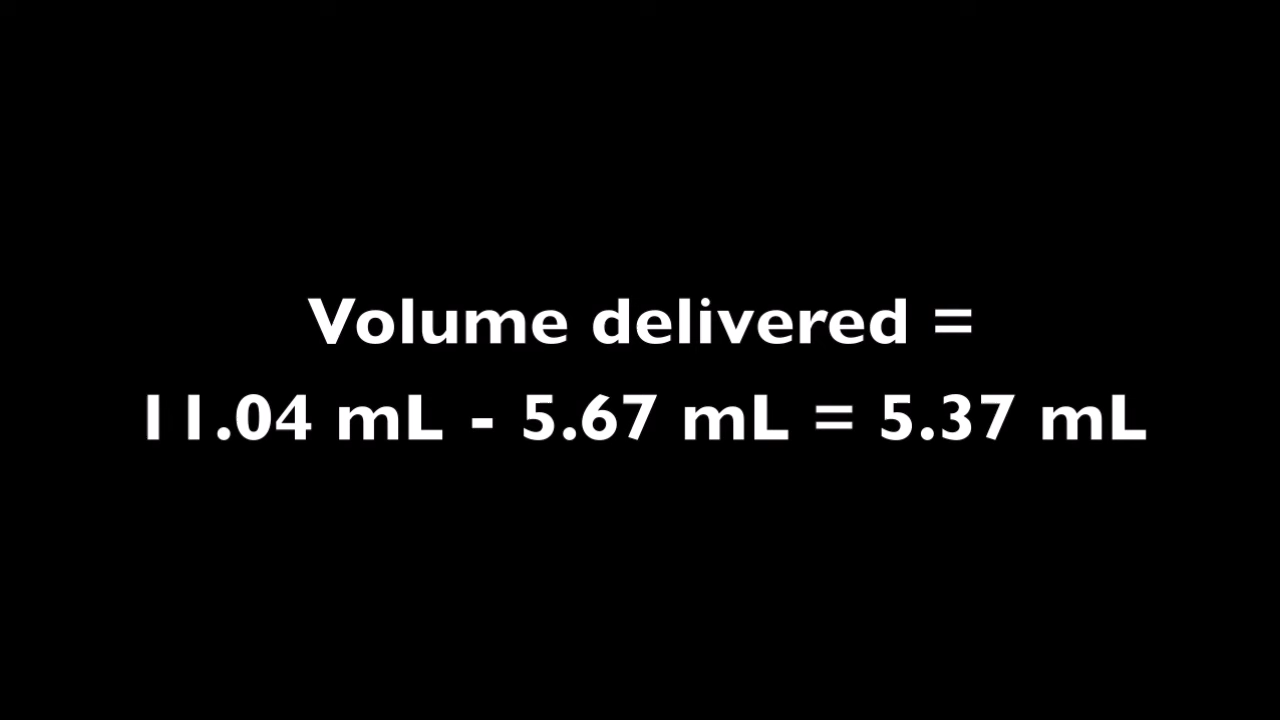 Volume delivered =
11.04 mL - 5.67 mL = 5.37 mL